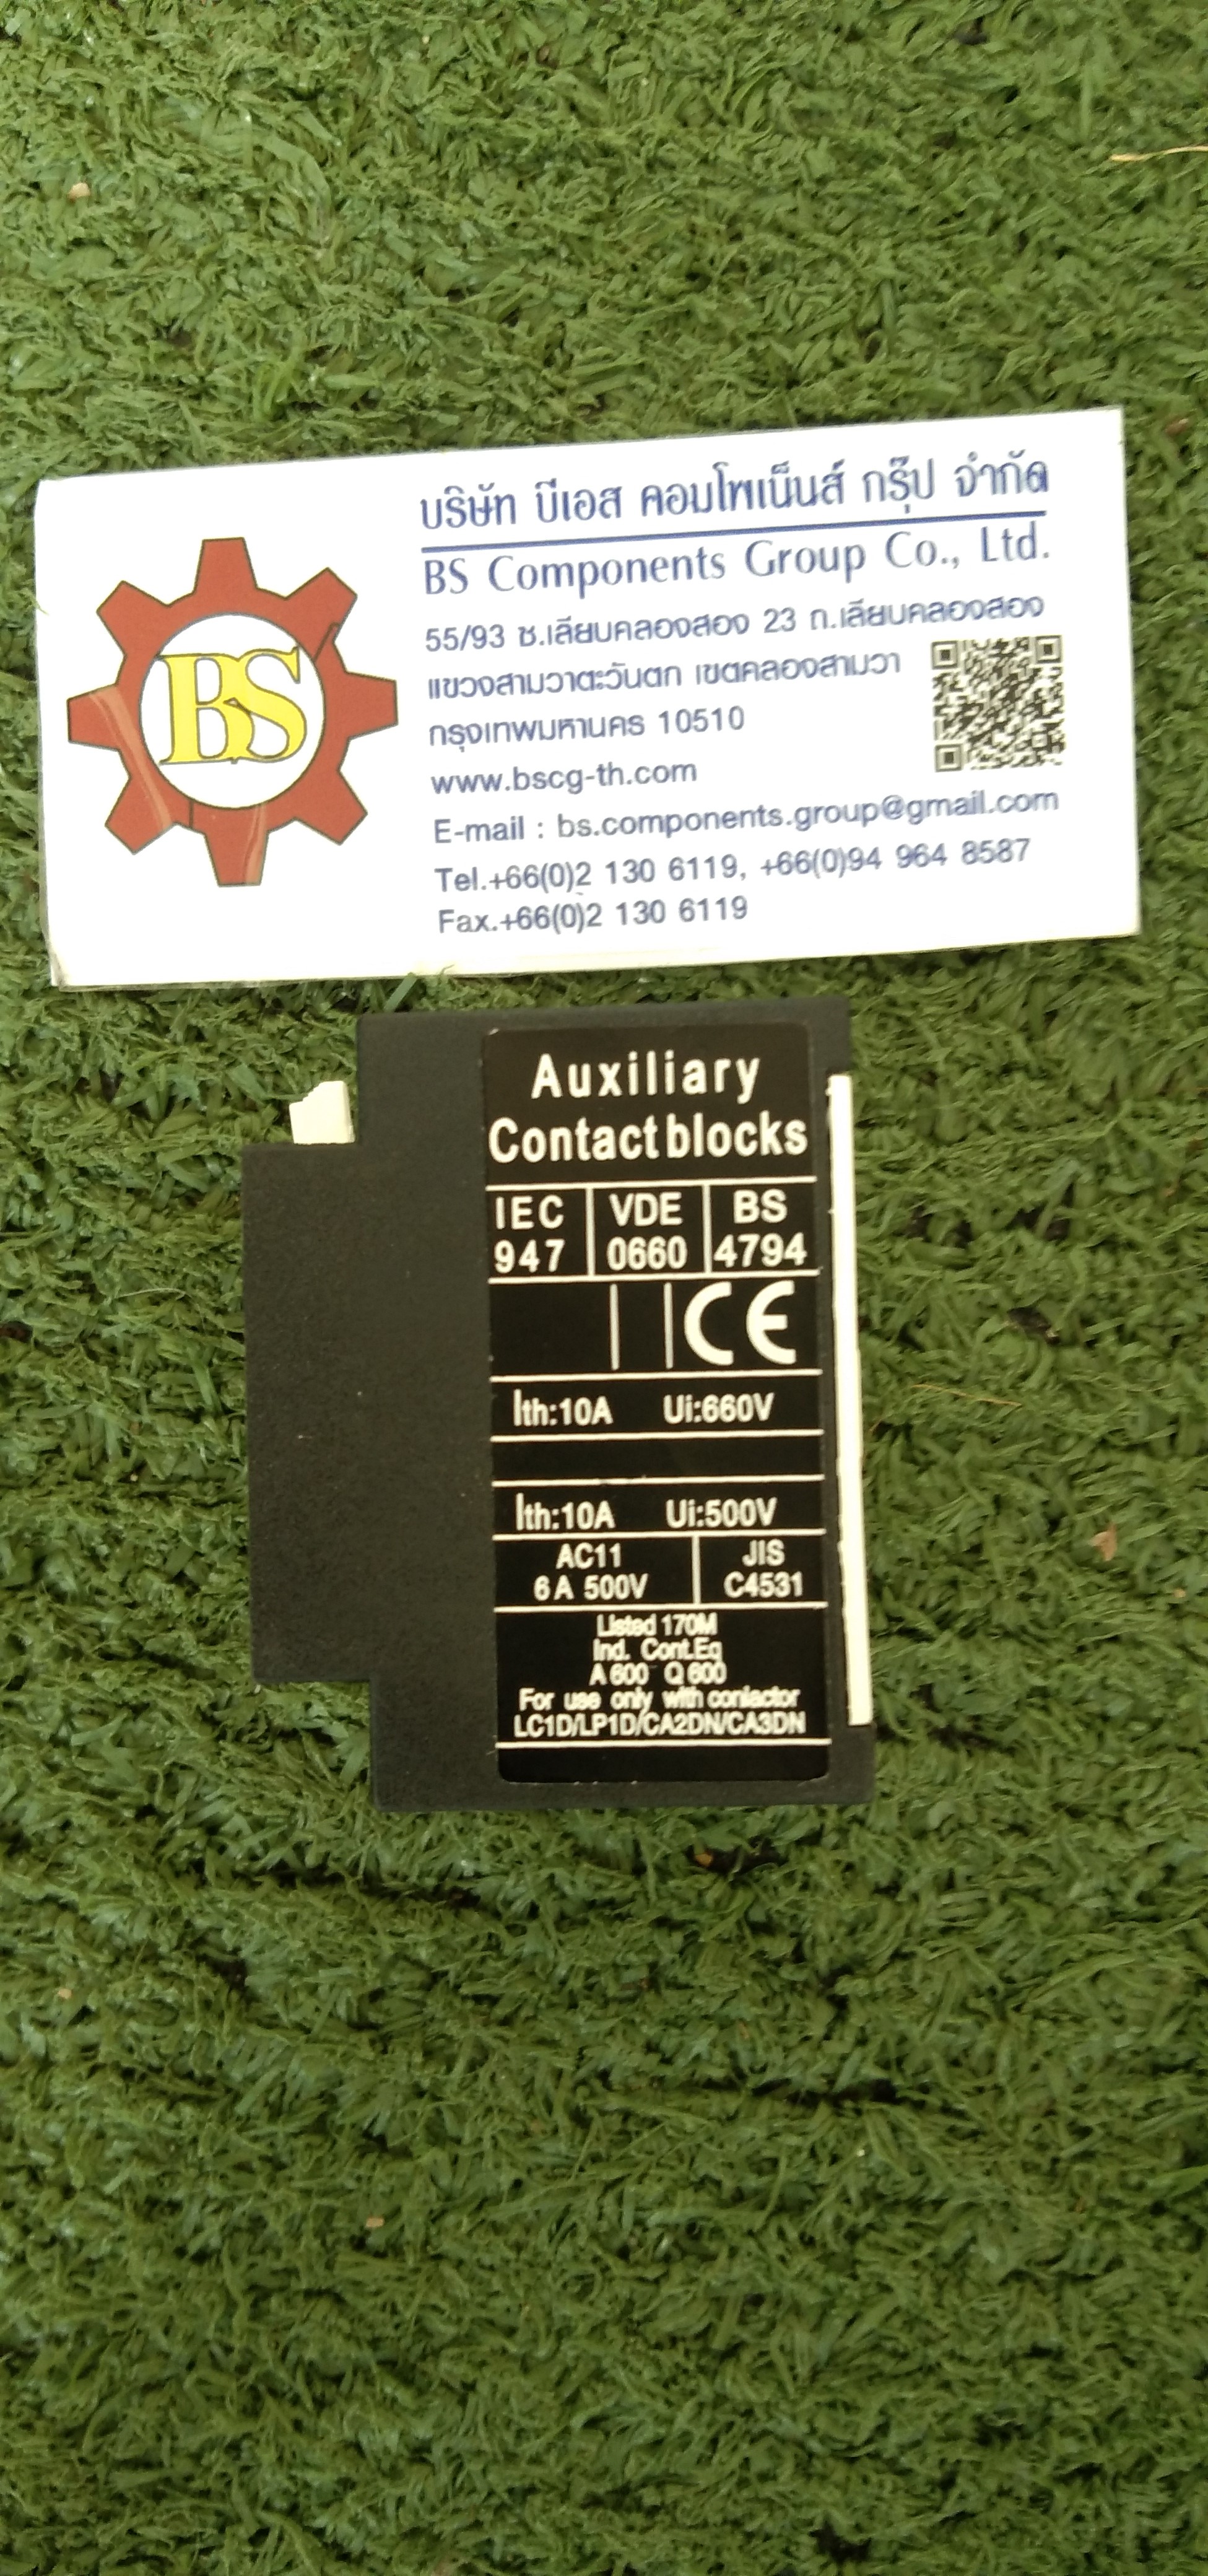 BS
บริษัท บีเอส คอมโพเน็นส์ กรุ๊ป จำกัด
BS Components Group Co., Ltd.
55/93 ซ.เลียบคลองสอง 23 ถ.เลียบคลองสอง
แขวงสามวาตะวันตก เขตคลองสามวา
กรุงเทพมหานคร 10510
www.bscg-th.com
E-mail : bs.components.group@gmail.com
Tel.+66(0)2 130 6119, +66(0)94 964 8587
Fax.+66(0)2 130 6119
Auxiliary
Contact blocks
IEC VDE BS
947 0660 4794
CE
Ith:10A Ui:660V
Ith:10A Ui:500V
AC11 JIS
6A 500V C4531
Listed 170M
Ind. Cont.Eq
A600 Q600
For use only with contactor
LC1D/LP1D/CA2DN/CA3DN